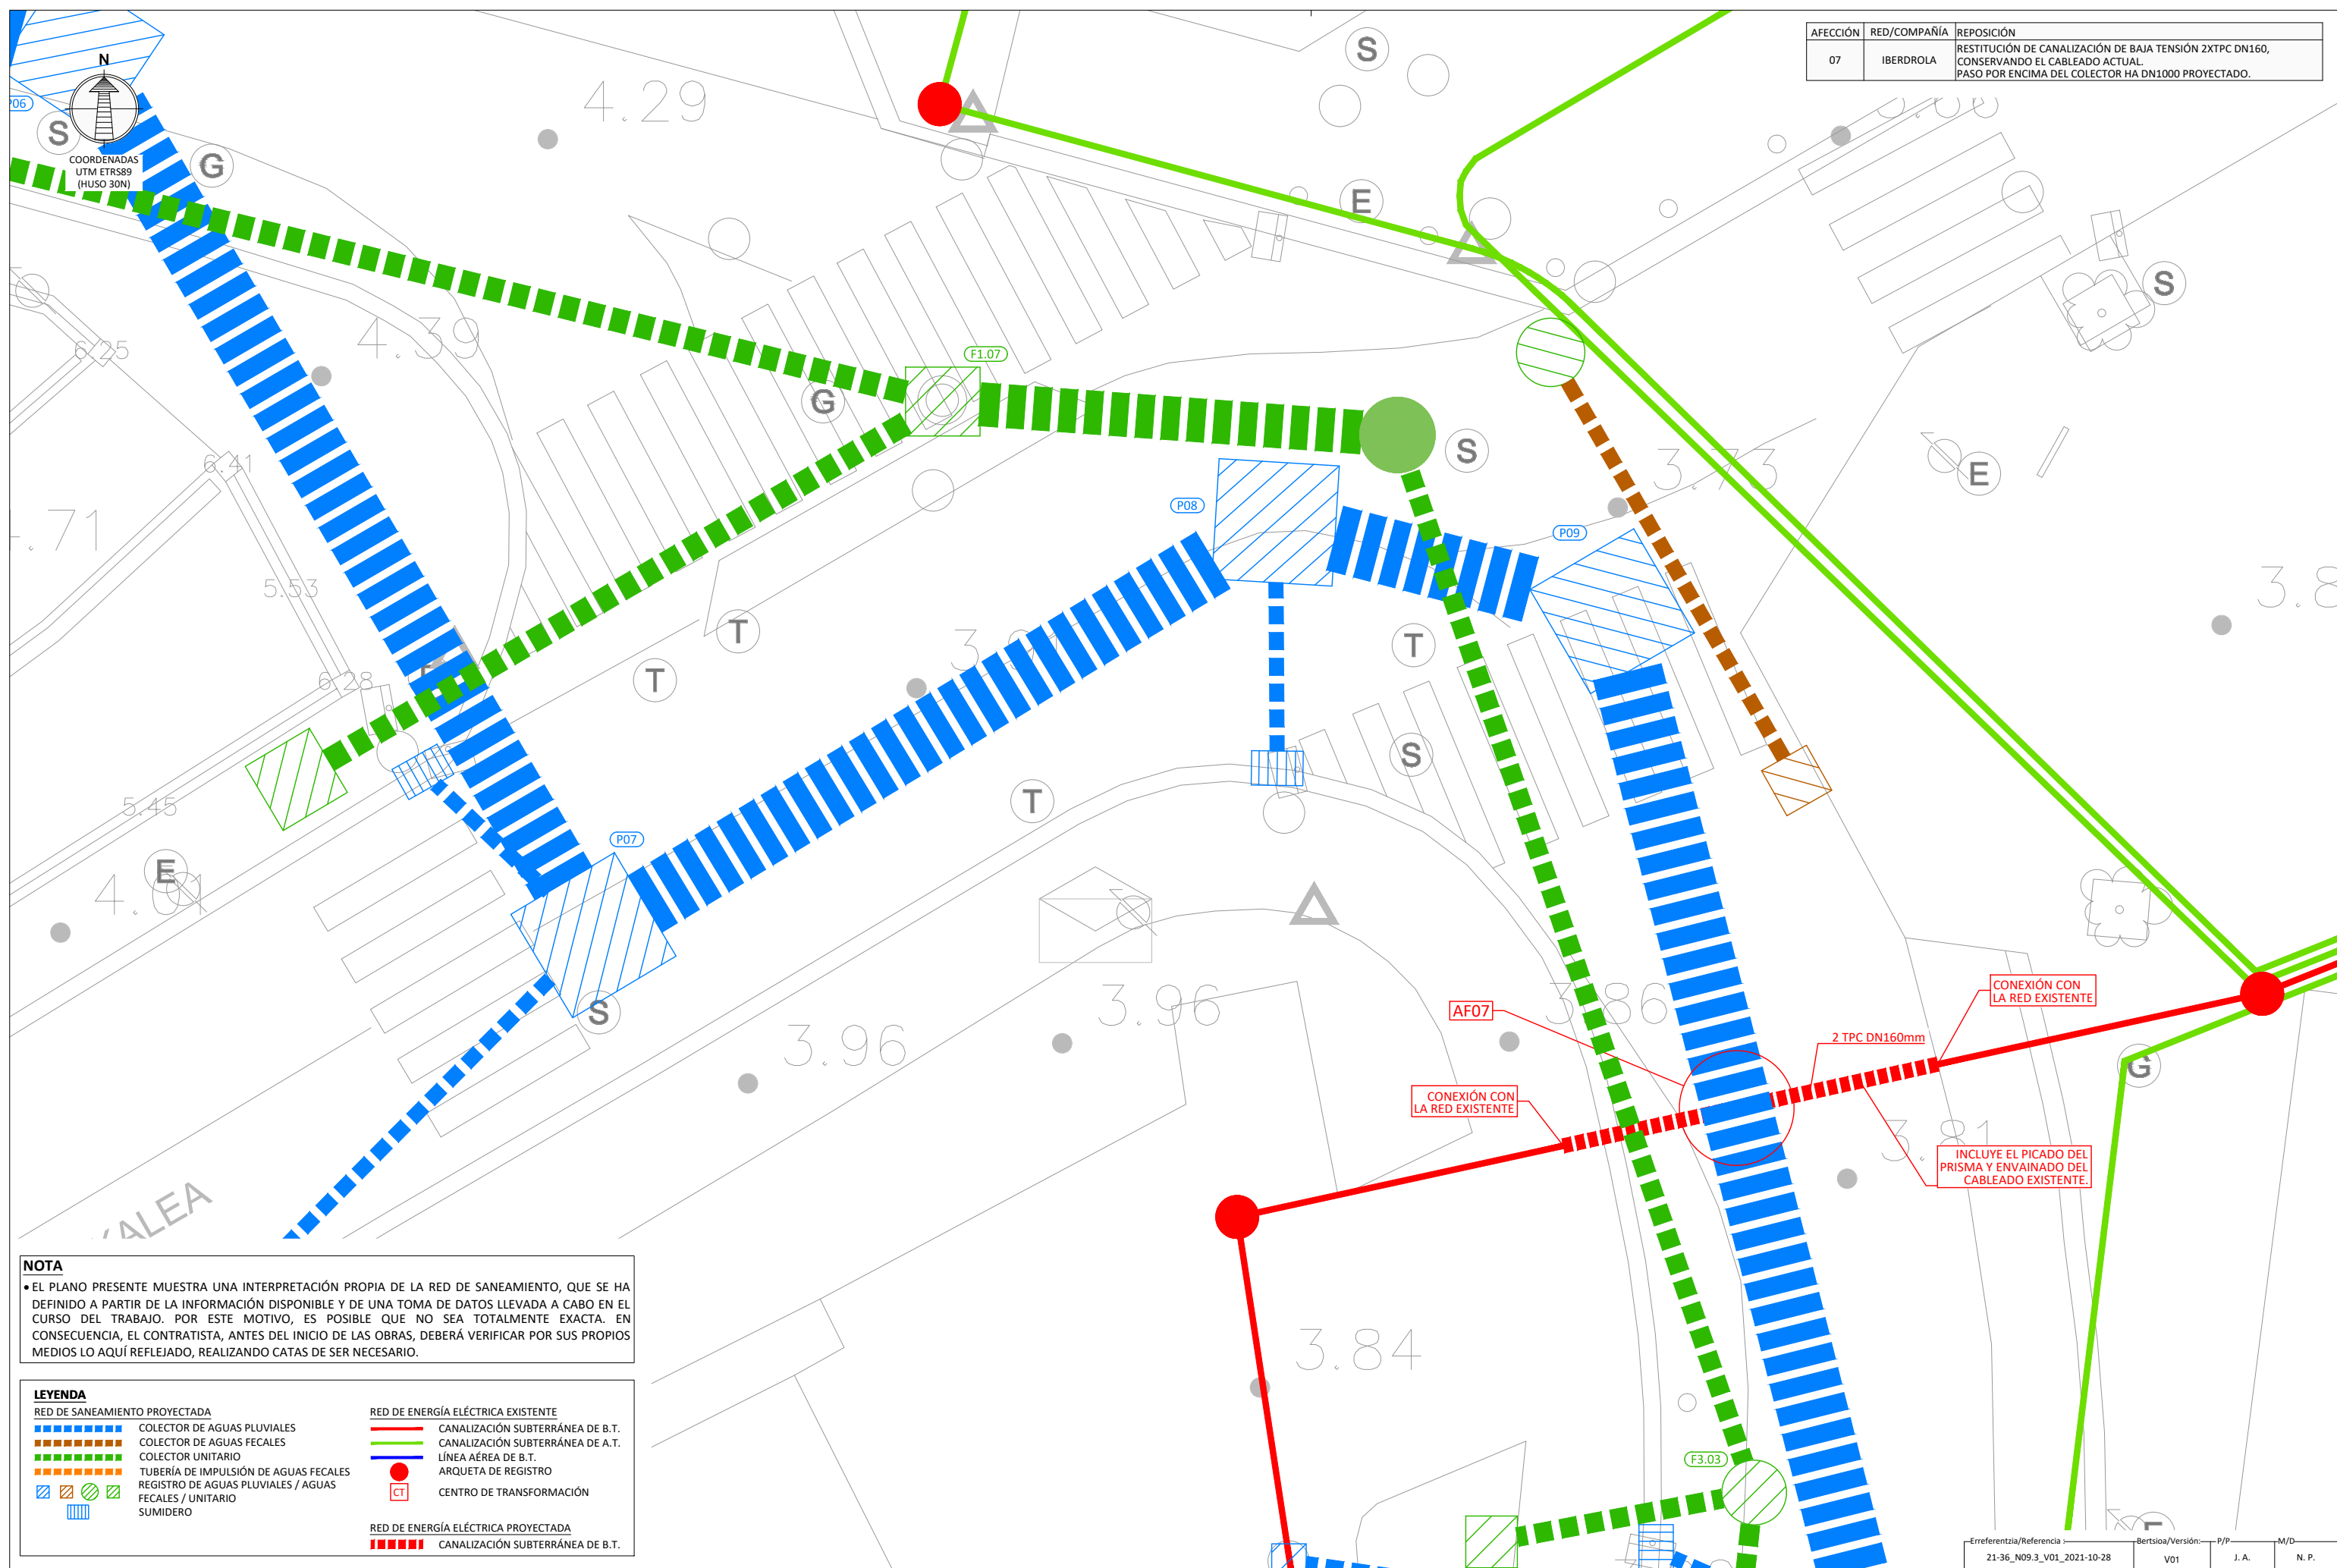 AFECCIÓN RED/COMPAÑÍA REPOSICIÓN
07 IBERDROLA RESTITUCIÓN DE CANALIZACIÓN DE BAJA TENSIÓN 2XTPC DN160,
CONSERVANDO EL CABLEADO ACTUAL.
PASO POR ENCIMA DEL COLECTOR HA DN1000 PROYECTADO.
N
COORDENADAS
UTM ETRS89
(HUSO 30N)
P06
S
G
4.29
S
E
S
4.39
6.25
F1.07
G
S
3.73
E
6.41
P08
P09
5.53
T
T
T
3.8
6.28
S
5.45
T
P07
E
4.01
S
3.96
3.96
3.86
AF07
CONEXIÓN CON
LA RED EXISTENTE
2 TPC DN160mm
G
CONEXIÓN CON
LA RED EXISTENTE
3.81
INCLUYE EL PICADO DEL
PRISMA Y ENVAINADO DEL
CABLEADO EXISTENTE.
KALEA
3.84
F3.03
NOTA
• EL PLANO PRESENTE MUESTRA UNA INTERPRETACIÓN PROPIA DE LA RED DE SANEAMIENTO, QUE SE HA
DEFINIDO A PARTIR DE LA INFORMACIÓN DISPONIBLE Y DE UNA TOMA DE DATOS LLEVADA A CABO EN EL
CURSO DEL TRABAJO. POR ESTE MOTIVO, ES POSIBLE QUE NO SEA TOTALMENTE EXACTA. EN
CONSECUENCIA, EL CONTRATISTA, ANTES DEL INICIO DE LAS OBRAS, DEBERÁ VERIFICAR POR SUS PROPIOS
MEDIOS LO AQUÍ REFLEJADO, REALIZANDO CATAS DE SER NECESARIO.
LEYENDA
RED DE SANEAMIENTO PROYECTADA
COLECTOR DE AGUAS PLUVIALES
COLECTOR DE AGUAS FECALES
COLECTOR UNITARIO
TUBERÍA DE IMPULSIÓN DE AGUAS FECALES
REGISTRO DE AGUAS PLUVIALES / AGUAS
FECALES / UNITARIO
SUMIDERO
RED DE ENERGÍA ELÉCTRICA EXISTENTE
CANALIZACIÓN SUBTERRÁNEA DE B.T.
CANALIZACIÓN SUBTERRÁNEA DE A.T.
LÍNEA AÉREA DE B.T.
ARQUETA DE REGISTRO
CT CENTRO DE TRANSFORMACIÓN
RED DE ENERGÍA ELÉCTRICA PROYECTADA
CANALIZACIÓN SUBTERRÁNEA DE B.T.
Erreferentzia/Referencia : Bertsioa/Versión: P/P M/D
21-36_N09.3_V01_2021-10-28 V01 J. A. N. P.